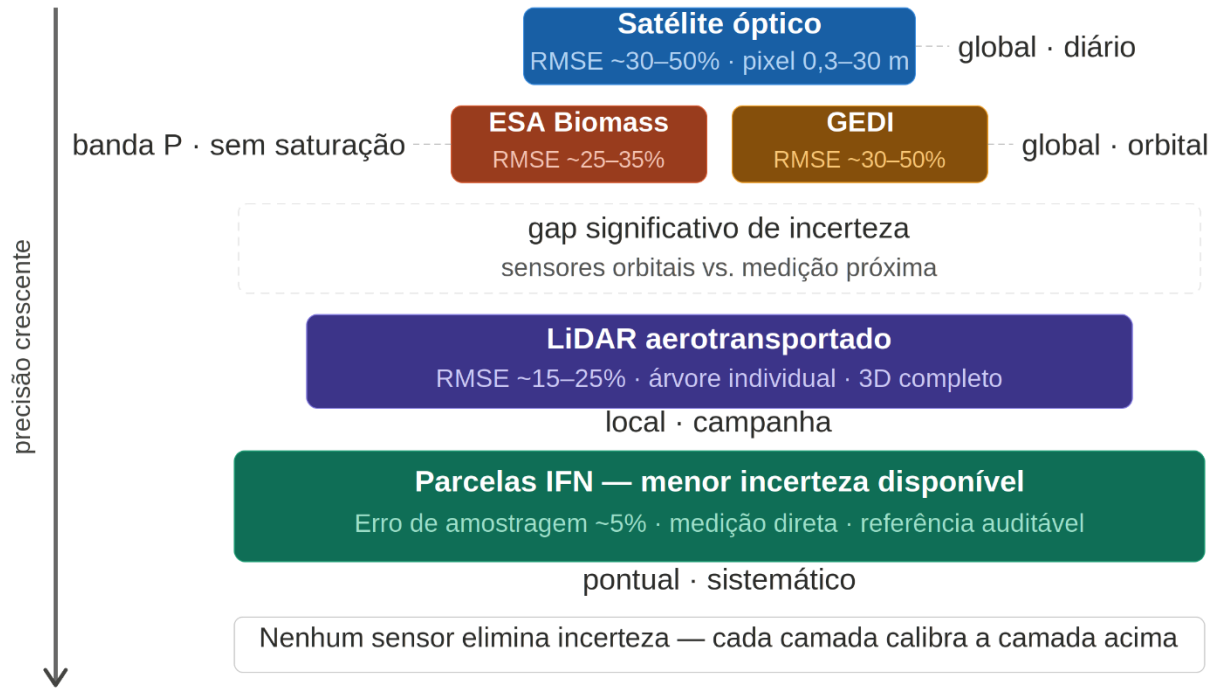 Satélite óptico
RMSE ~30–50% · pixel 0,3–30 m
global · diário
banda P · sem saturação
ESA Biomass
RMSE ~25–35%
GEDI
RMSE ~30–50%
global · orbital
gap significativo de incerteza
sensores orbitais vs. medição próxima
precisão crescente
LiDAR aerotransportado
RMSE ~15–25% · árvore individual · 3D completo
local · campanha
Parcelas IFN — menor incerteza disponível
Erro de amostragem ~5% · medição direta · referência auditável
pontual · sistemático
Nenhum sensor elimina incerteza — cada camada calibra a camada acima